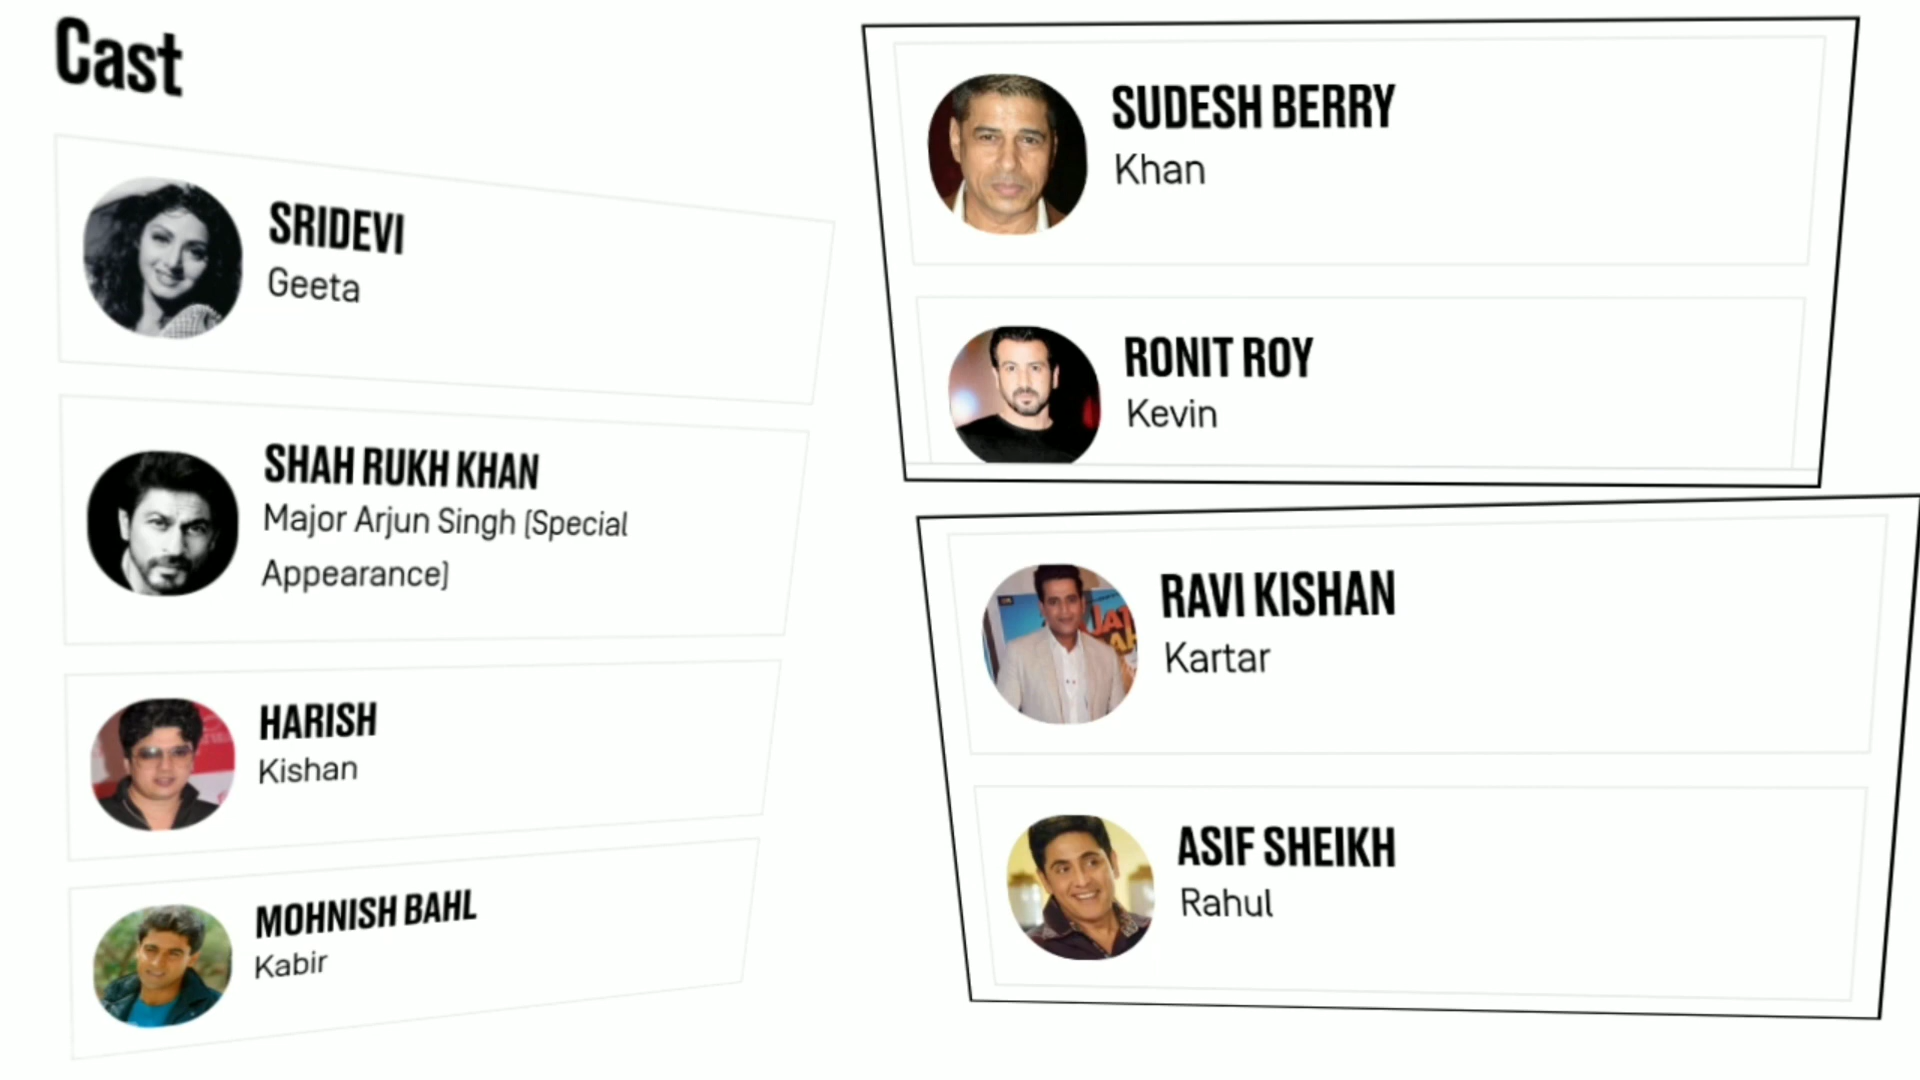 Cast
SRIDEVI
Geeta
SHAH RUKH KHAN
Major Arjun Singh (Special
Appearance)
HARISH
Kishan
MOHNISH BAHL
Kabir
SUDESH BERRY
Khan
RONIT ROY
Kevin
RAVI KISHAN
Kartar
ASIF SHEIKH
Rahul